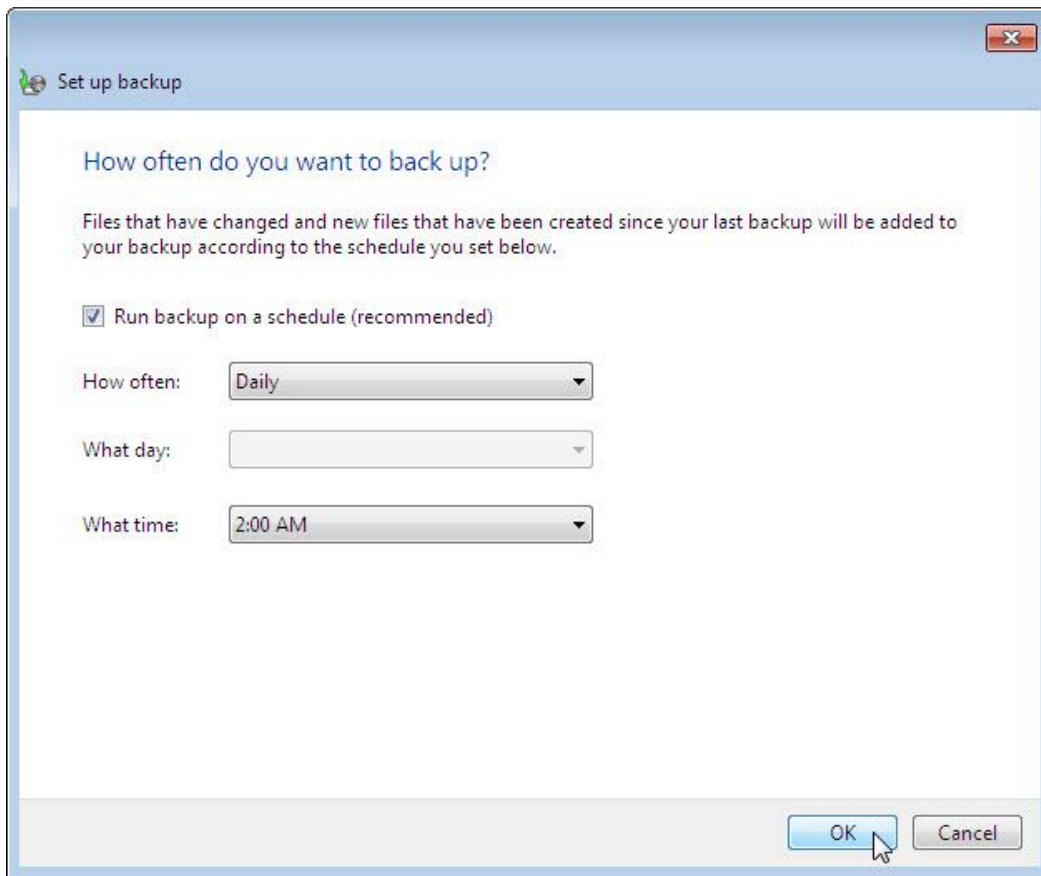 Set up backup
How often do you want to back up?
Files that have changed and new files that have been created since your last backup will be added to
your backup according to the schedule you set below.
Run backup on a schedule (recommended)
How often: Daily
What day:
What time: 2:00 AM
OK Cancel